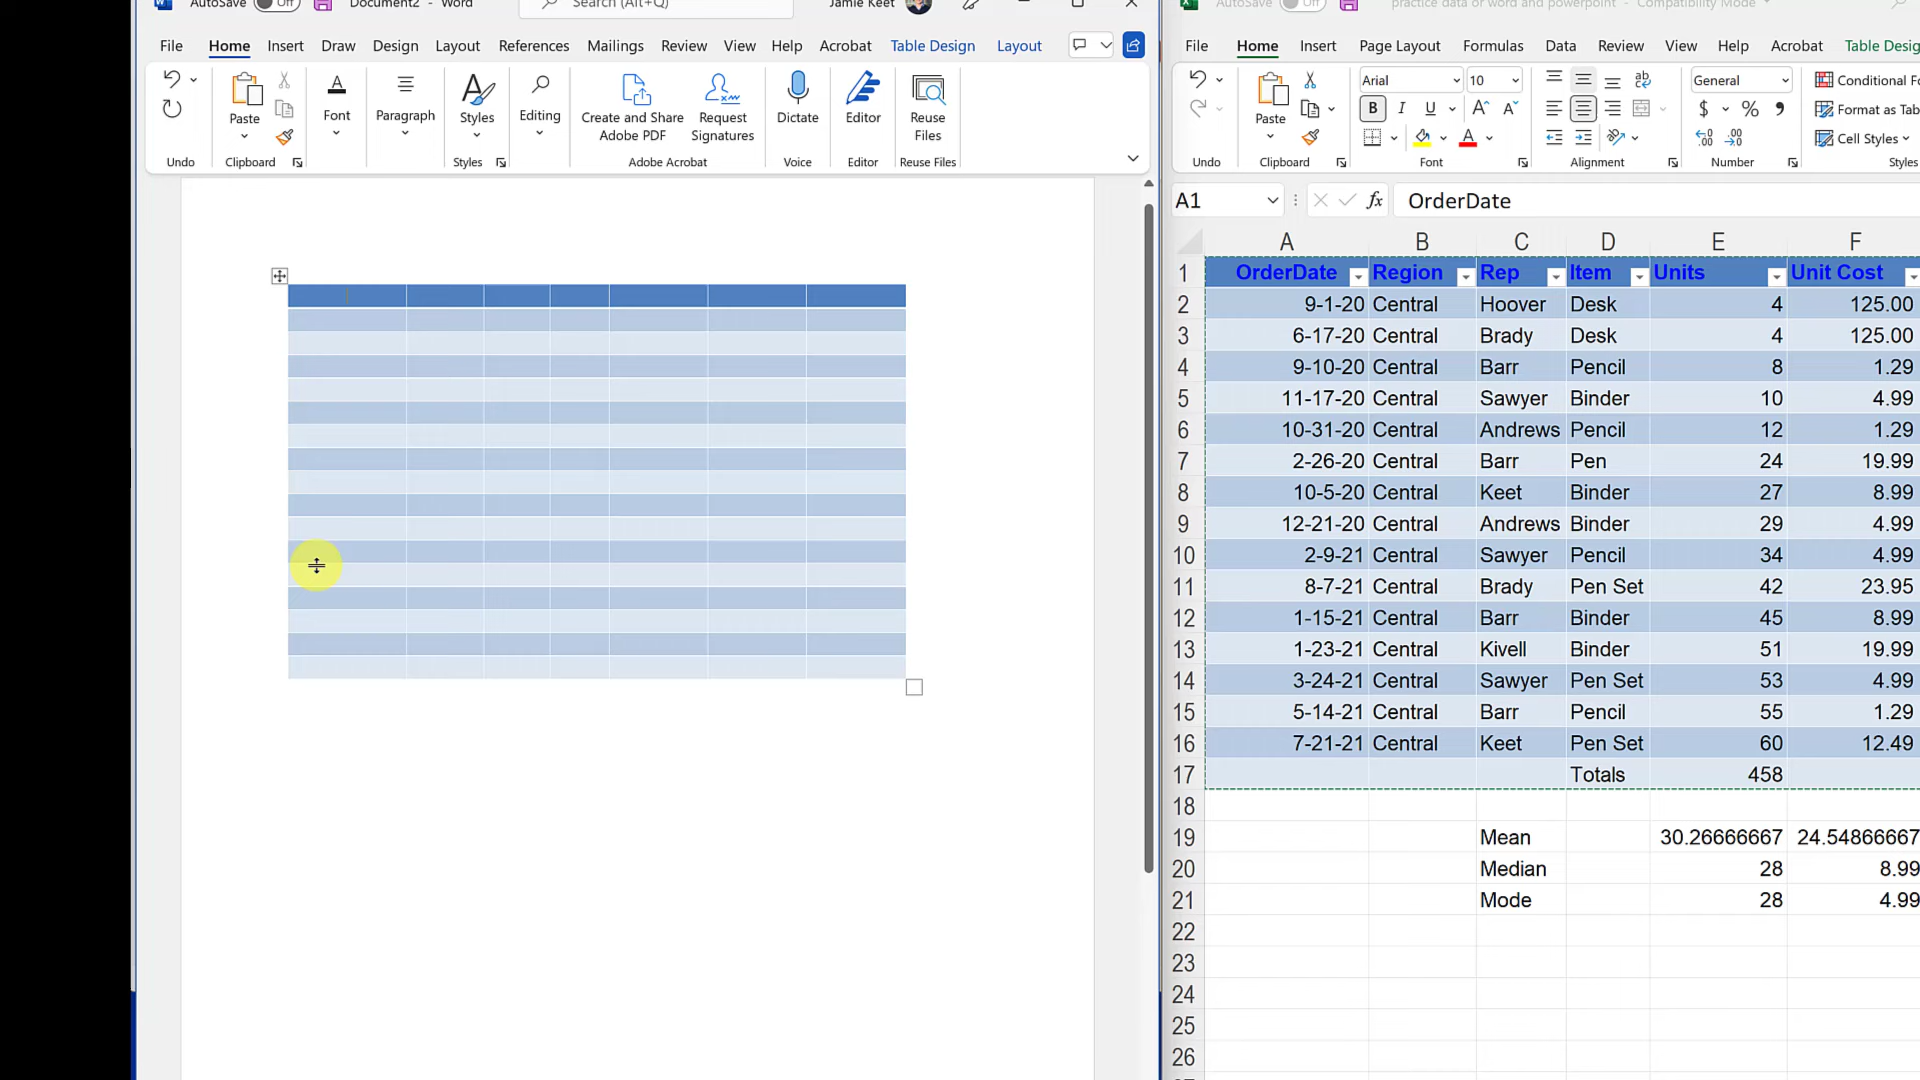 AutoSave Off Document2 - Word Search (Alt+Q) Jamie Keet
File Home Insert Draw Design Layout References Mailings Review View Help Acrobat Table Design Layout
Paste Font Paragraph Styles Editing Create and Share Adobe PDF Request Signatures Dictate Editor Reuse Files
Undo Clipboard Styles Adobe Acrobat Voice Editor Reuse Files
AutoSave Off practice data or word and powerpoint - Compatibility Mode
File Home Insert Page Layout Formulas Data Review View Help Acrobat Table Desig
Paste Arial 10 General Conditional Fo
B I U A A $ % Format as Tab
A Cell Styles
Undo Clipboard Font Alignment Number Styles
A1 fx OrderDate
A B C D E F
1 OrderDate Region Rep Item Units Unit Cost
2 9-1-20 Central Hoover Desk 4 125.00
3 6-17-20 Central Brady Desk 4 125.00
4 9-10-20 Central Barr Pencil 8 1.29
5 11-17-20 Central Sawyer Binder 10 4.99
6 10-31-20 Central Andrews Pencil 12 1.29
7 2-26-20 Central Barr Pen 24 19.99
8 10-5-20 Central Keet Binder 27 8.99
9 12-21-20 Central Andrews Binder 29 4.99
10 2-9-21 Central Sawyer Pencil 34 4.99
11 8-7-21 Central Brady Pen Set 42 23.95
12 1-15-21 Central Barr Binder 45 8.99
13 1-23-21 Central Kivell Binder 51 19.99
14 3-24-21 Central Sawyer Pen Set 53 4.99
15 5-14-21 Central Barr Pencil 55 1.29
16 7-21-21 Central Keet Pen Set 60 12.49
17 Totals 458
18
19 Mean 30.26666667 24.54866667
20 Median 28 8.99
21 Mode 28 4.99
22
23
24
25
26